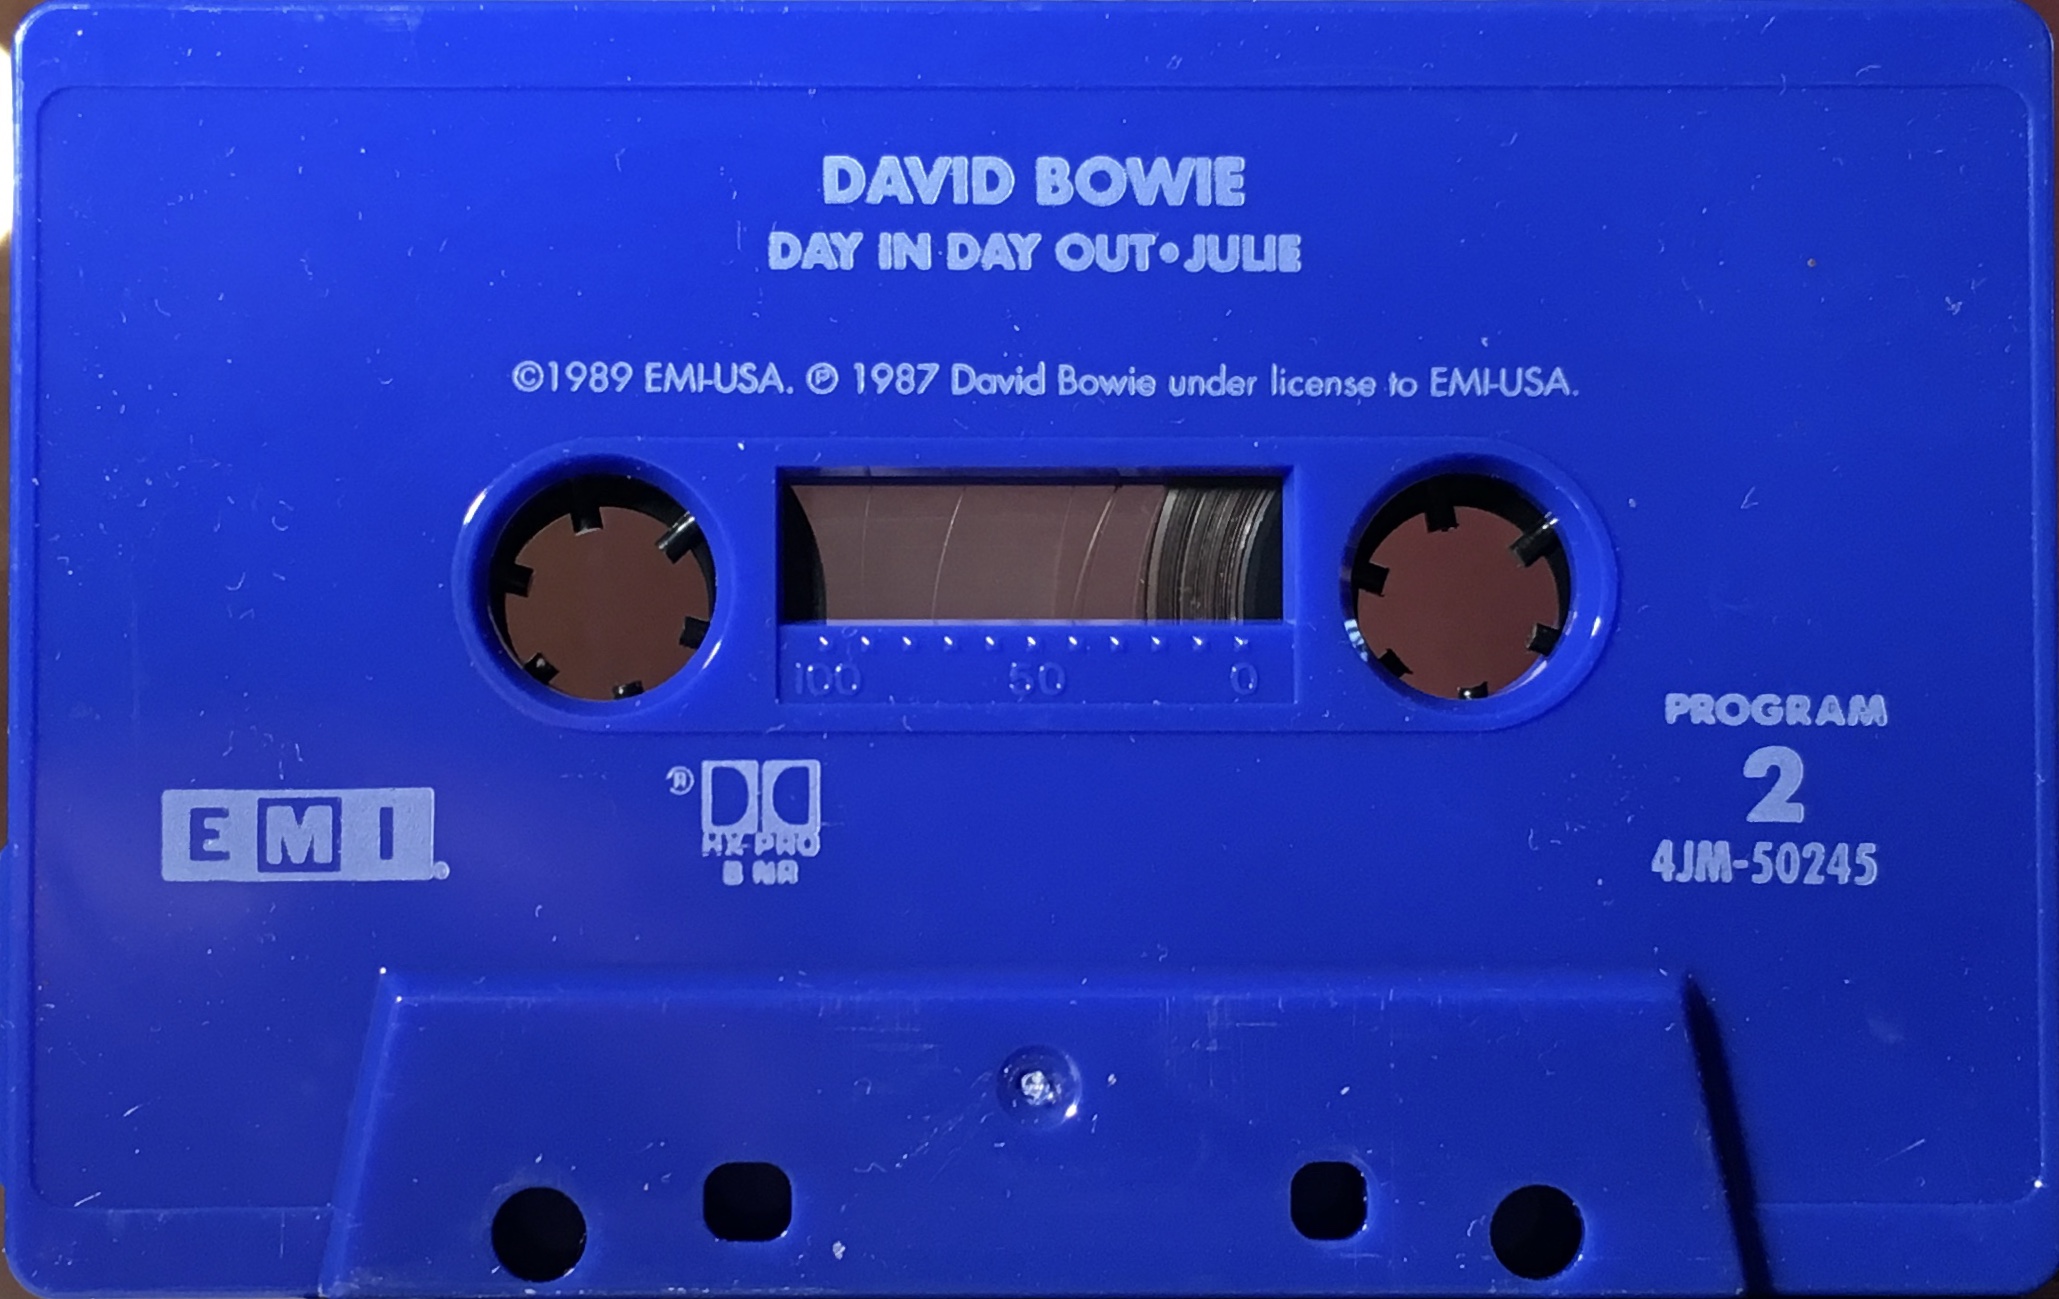 DAVID BOWIE
DAY IN DAY OUT•JULIE
©1989 EMI-USA. ℗ 1987 David Bowie under license to EMI-USA.
100 50 0
PROGRAM
2
4JM-50245
EMI.
®
HX PRO
B NR